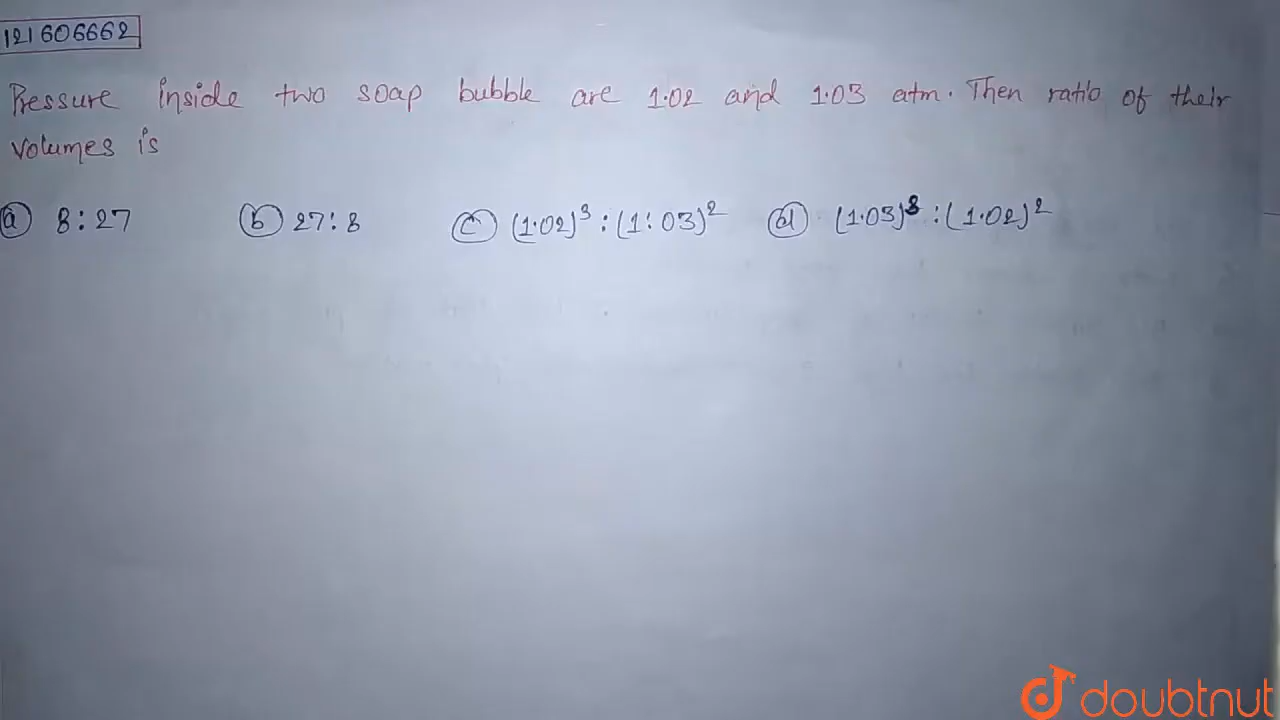 121606662
Pressure inside two soap bubble are 1.02 and 1.03 atm. Then ratio of their
volumes is
(a) 8:27 (b) 27:8 (c) (1.02)³ : (1:03)² (d) (1.03)³ : (1.02)²
doubtnut